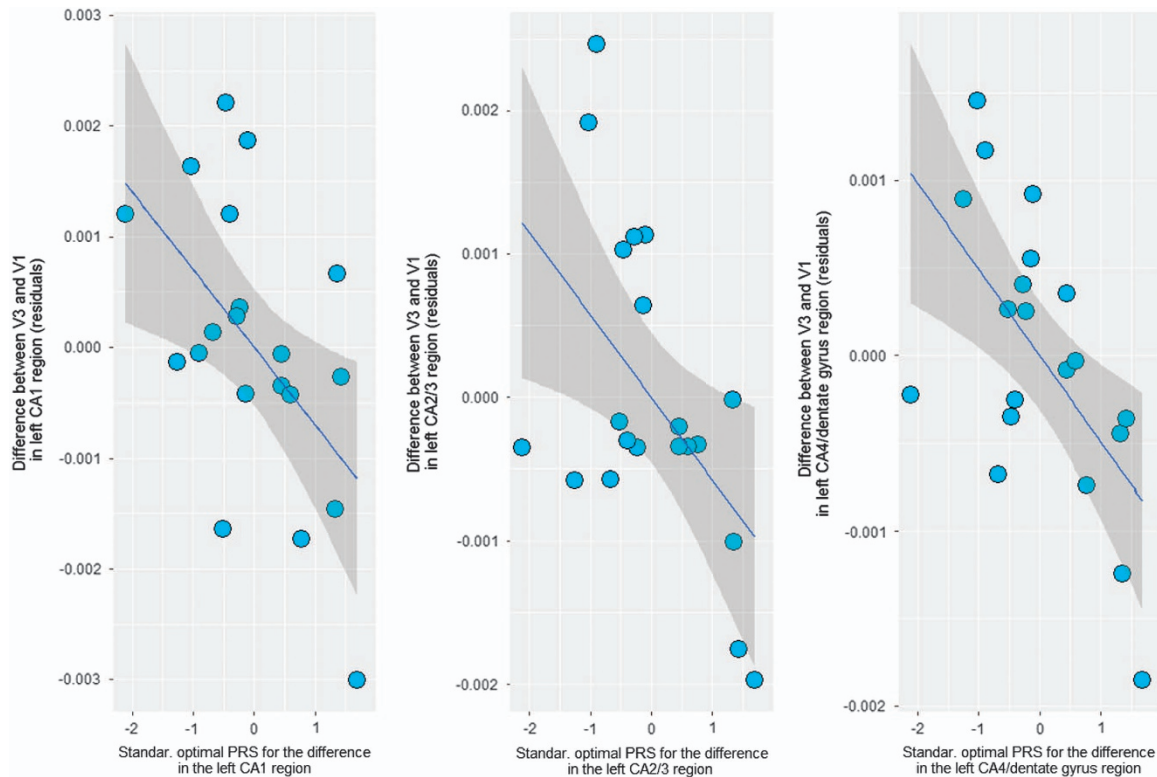 0.003
0.002
0.001
0.000
-0.001
-0.002
-0.003
Difference between V3 and V1
in left CA1 region (residuals)
-2
-1
0
1
Standar. optimal PRS for the difference
in the left CA1 region
0.002
0.001
0.000
-0.001
-0.002
Difference between V3 and V1
in left CA2/3 region (residuals)
-2
-1
0
1
Standar. optimal PRS for the difference
in the left CA2/3 region
0.001
0.000
-0.001
-0.002
Difference between V3 and V1
in left CA4/dentate gyrus region (residuals)
-2
-1
0
1
Standar. optimal PRS for the difference
in the left CA4/dentate gyrus region